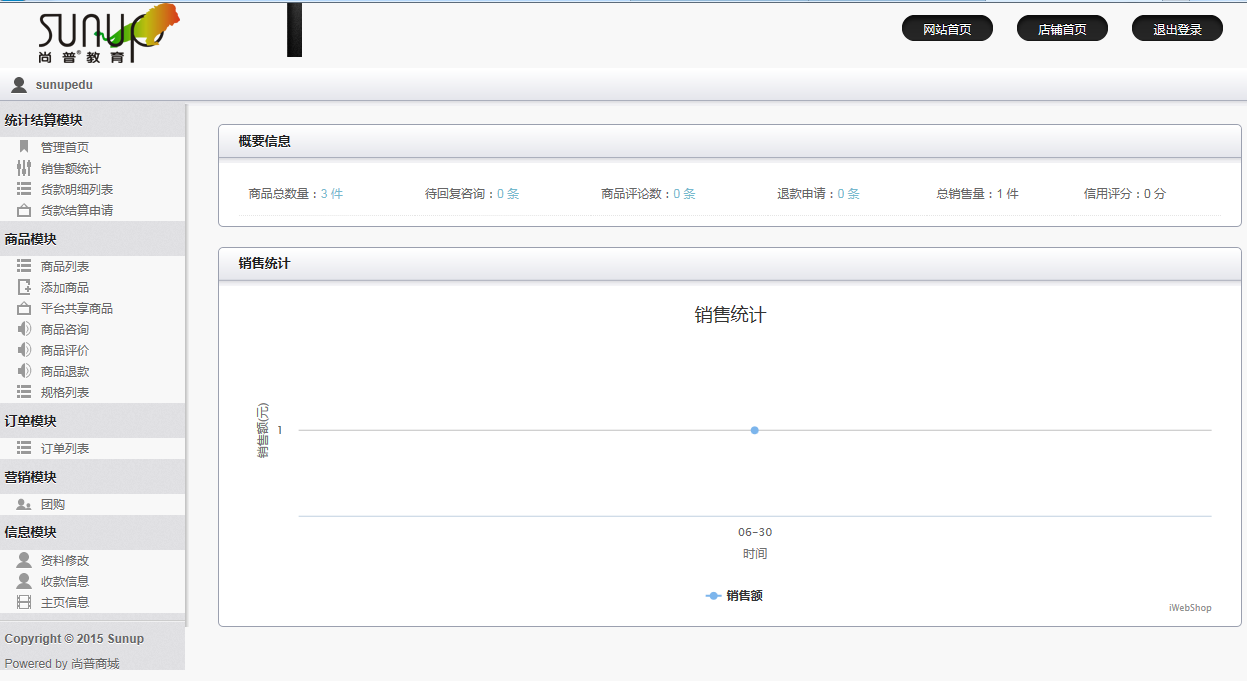 sunup
尚普®教育
网站首页
店铺首页
退出登录
sunupedu
统计结算模块
管理首页
销售额统计
货款明细列表
货款结算申请
商品模块
商品列表
添加商品
平台共享商品
商品咨询
商品评价
商品退款
规格列表
订单模块
订单列表
营销模块
团购
信息模块
资料修改
收款信息
主页信息
Copyright © 2015 Sunup
Powered by 尚普商城
概要信息
商品总数量：3 件
待回复咨询：0 条
商品评论数：0 条
退款申请：0 条
总销售量：1 件
信用评分：0 分
销售统计
销售统计
销售额(元)
1
06-30
时间
销售额
iWebShop